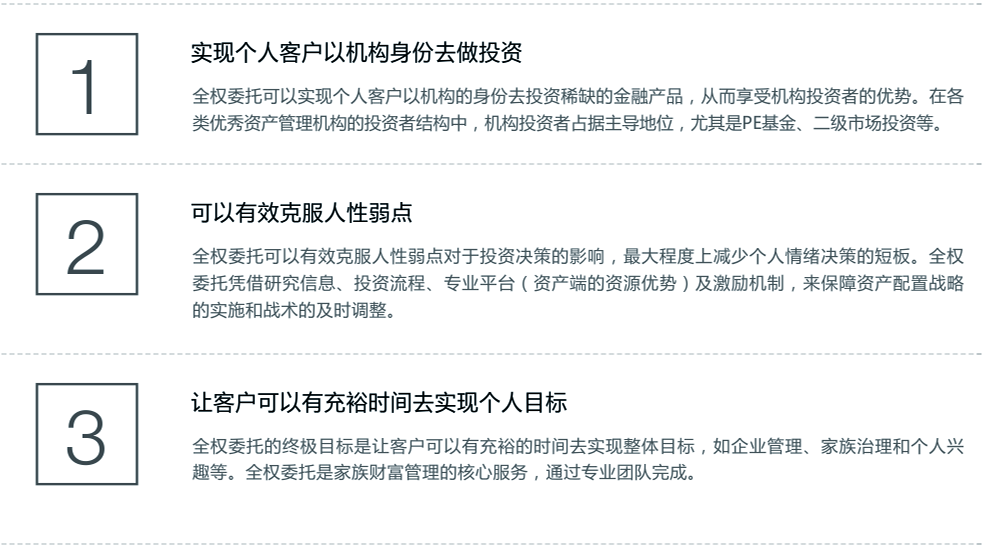 1
实现个人客户以机构身份去做投资
全权委托可以实现个人客户以机构的身份去投资稀缺的金融产品，从而享受机构投资者的优势。在各
类优秀资产管理机构的投资者结构中，机构投资者占据主导地位，尤其是PE基金、二级市场投资等。
2
可以有效克服人性弱点
全权委托可以有效克服人性弱点对于投资决策的影响，最大程度上减少个人情绪决策的短板。全权
委托凭借研究信息、投资流程、专业平台（资产端的资源优势）及激励机制，来保障资产配置战略
的实施和战术的及时调整。
3
让客户可以有充裕时间去实现个人目标
全权委托的终极目标是让客户可以有充裕的时间去实现整体目标，如企业管理、家族治理和个人兴
趣等。全权委托是家族财富管理的核心服务，通过专业团队完成。